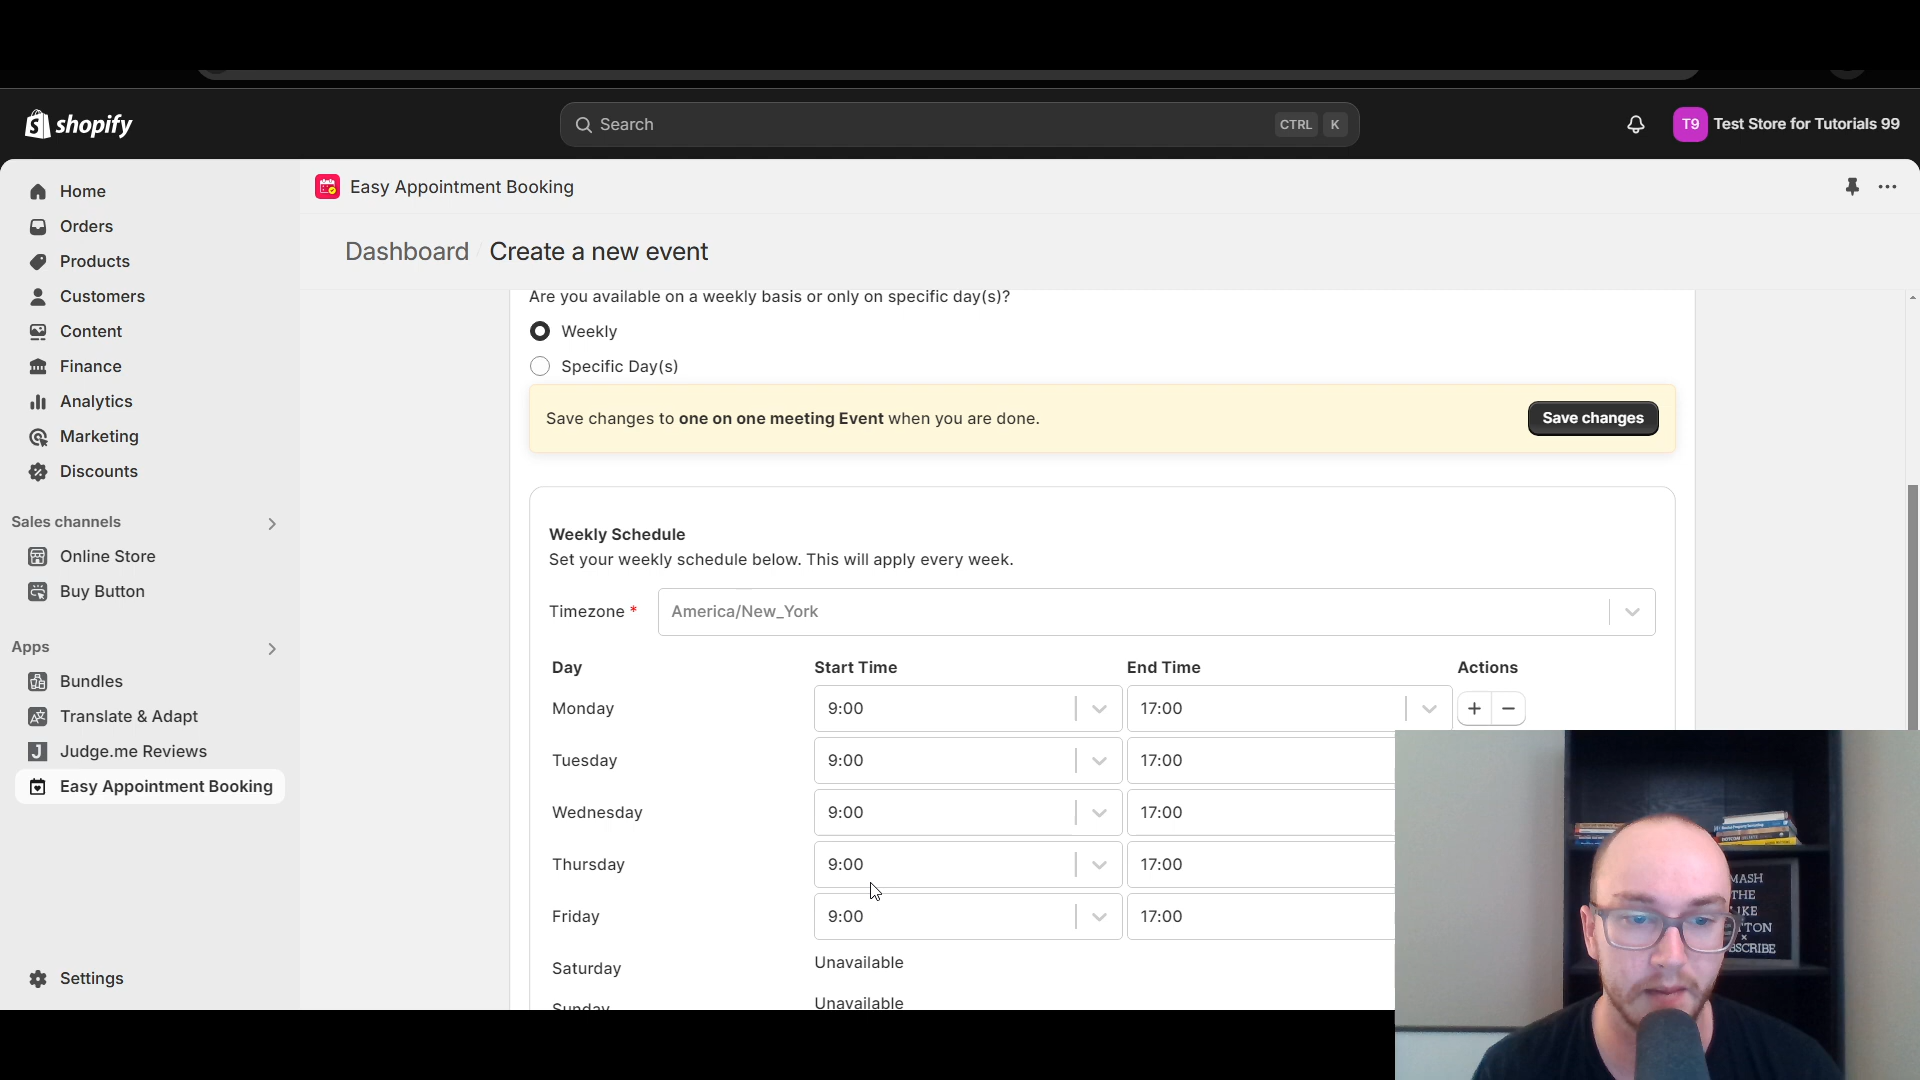 shopify
Search
CTRL K
T9 Test Store for Tutorials 99
Home
Orders
Products
Customers
Content
Finance
Analytics
Marketing
Discounts
Sales channels
Online Store
Buy Button
Apps
Bundles
Translate & Adapt
J Judge.me Reviews
Easy Appointment Booking
Settings
Easy Appointment Booking
Dashboard Create a new event
Are you available on a weekly basis or only on specific day(s)?
Weekly
Specific Day(s)
Save changes to one on one meeting Event when you are done.
Save changes
Weekly Schedule
Set your weekly schedule below. This will apply every week.
Timezone * America/New_York
Day Start Time End Time Actions
Monday 9:00 17:00 + −
Tuesday 9:00 17:00
Wednesday 9:00 17:00
Thursday 9:00 17:00
Friday 9:00 17:00
Saturday Unavailable
Sunday Unavailable
MASH
THE
IKE
TTON
×
BSCRIBE